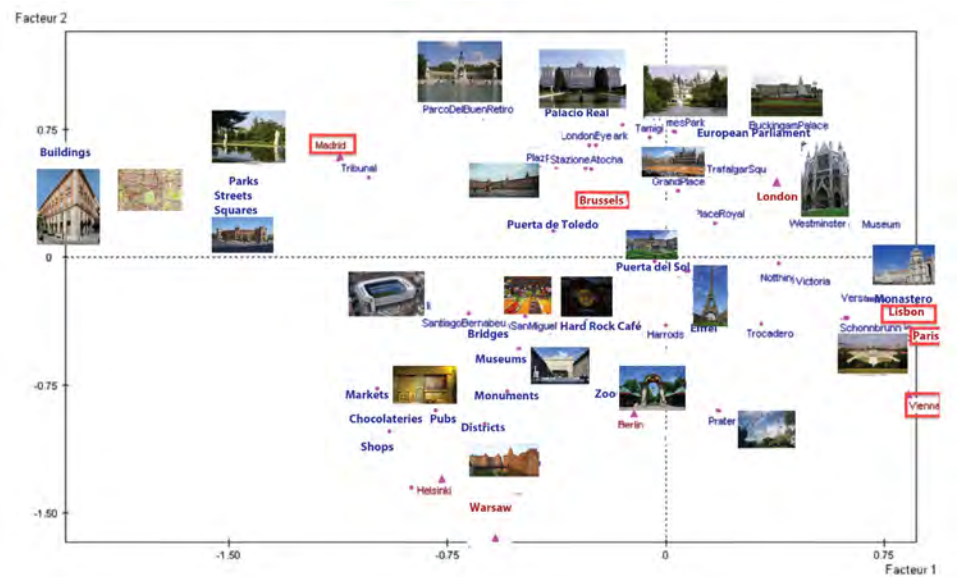 Facteur 2
ParcoDelBuenRetiro
Palacio Real
mesPark
BuckingamPalace
0.75
Tamigi
European Parliament
Madrid
LondonEye
ark
Buildings
Tribunal
StazioneAtocha
TrafalgarSqu
Parks
GrandPlace
London
Streets
Brussels
Squares
PlaceRoyal
Puerta de Toledo
Westminster
Museum
0
Puerta del Sol
Victoria
Monastero
Lisbon
SantiagoBernabeu
SanMiguel
Hard Rock Café
Eiffel
Bridges
Harrods
Trocadero
Schonnbrunn
Paris
Museums
-0.75
Markets
Monuments
Zoo
Vienna
Chocolateries
Pubs
Districts
Berlin
Prater
Shops
Helsinki
Warsaw
-1.50
-1.50
-0.75
0
0.75
Facteur 1